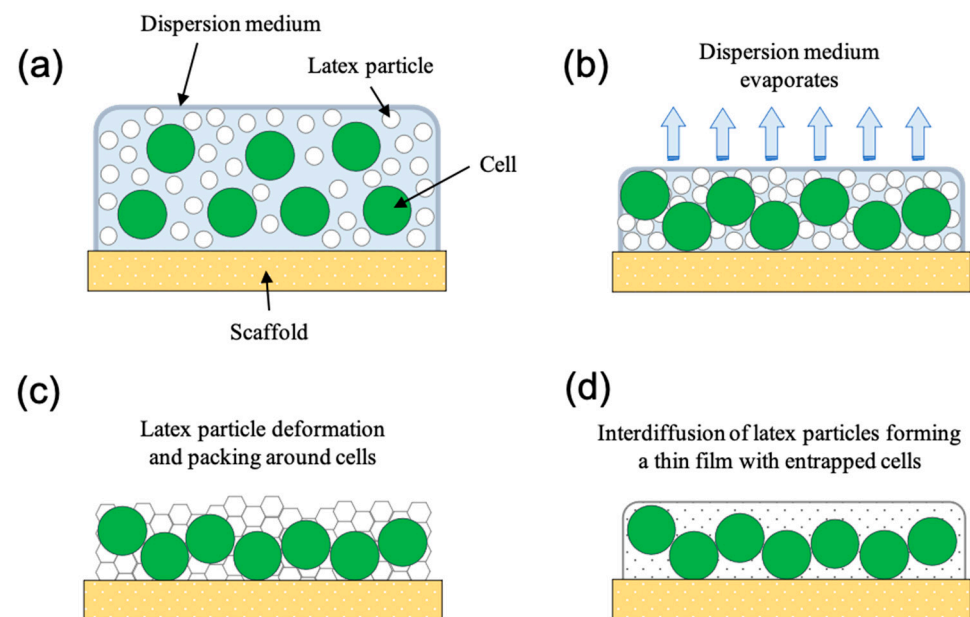 (a)
Dispersion medium
Latex particle
Cell
Scaffold
(b)
Dispersion medium
evaporates
(c)
Latex particle deformation
and packing around cells
(d)
Interdiffusion of latex particles forming
a thin film with entrapped cells